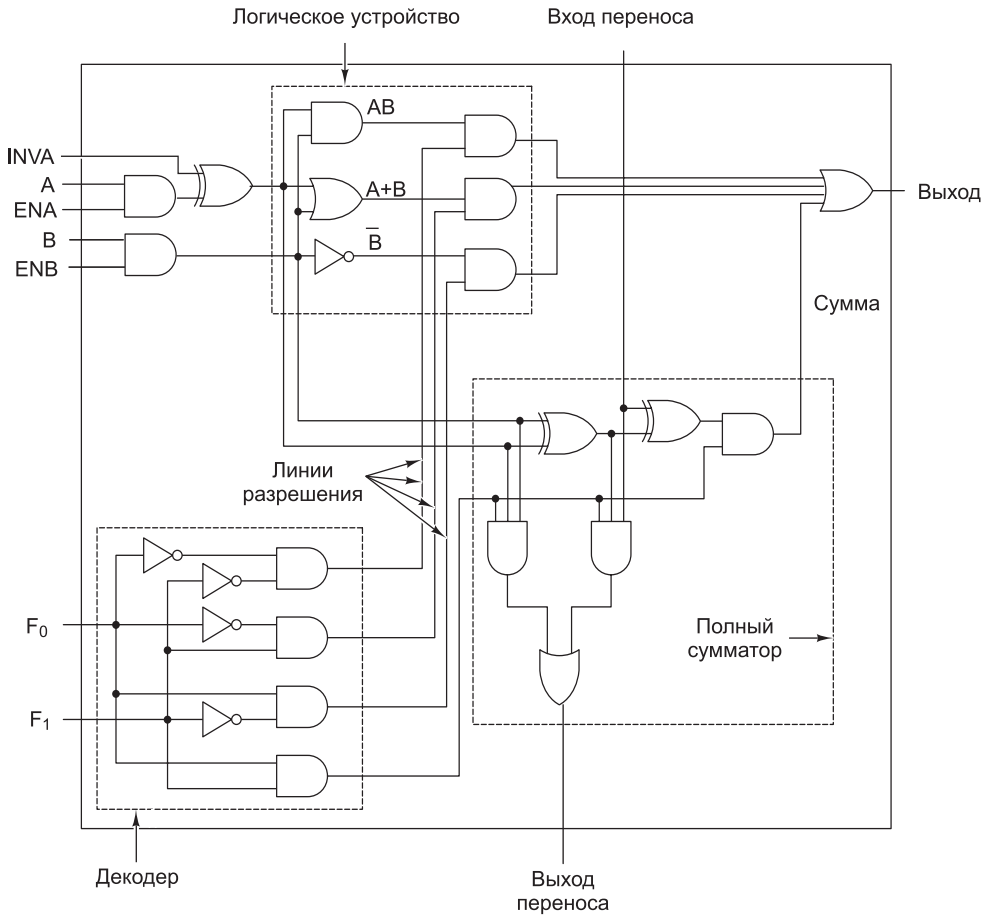 Логическое устройство
Вход переноса
INVA
A
ENA
B
ENB
AB
A+B
B̅
Выход
Сумма
Линии
разрешения
F₀
F₁
Полный
сумматор
Декодер
Выход
переноса